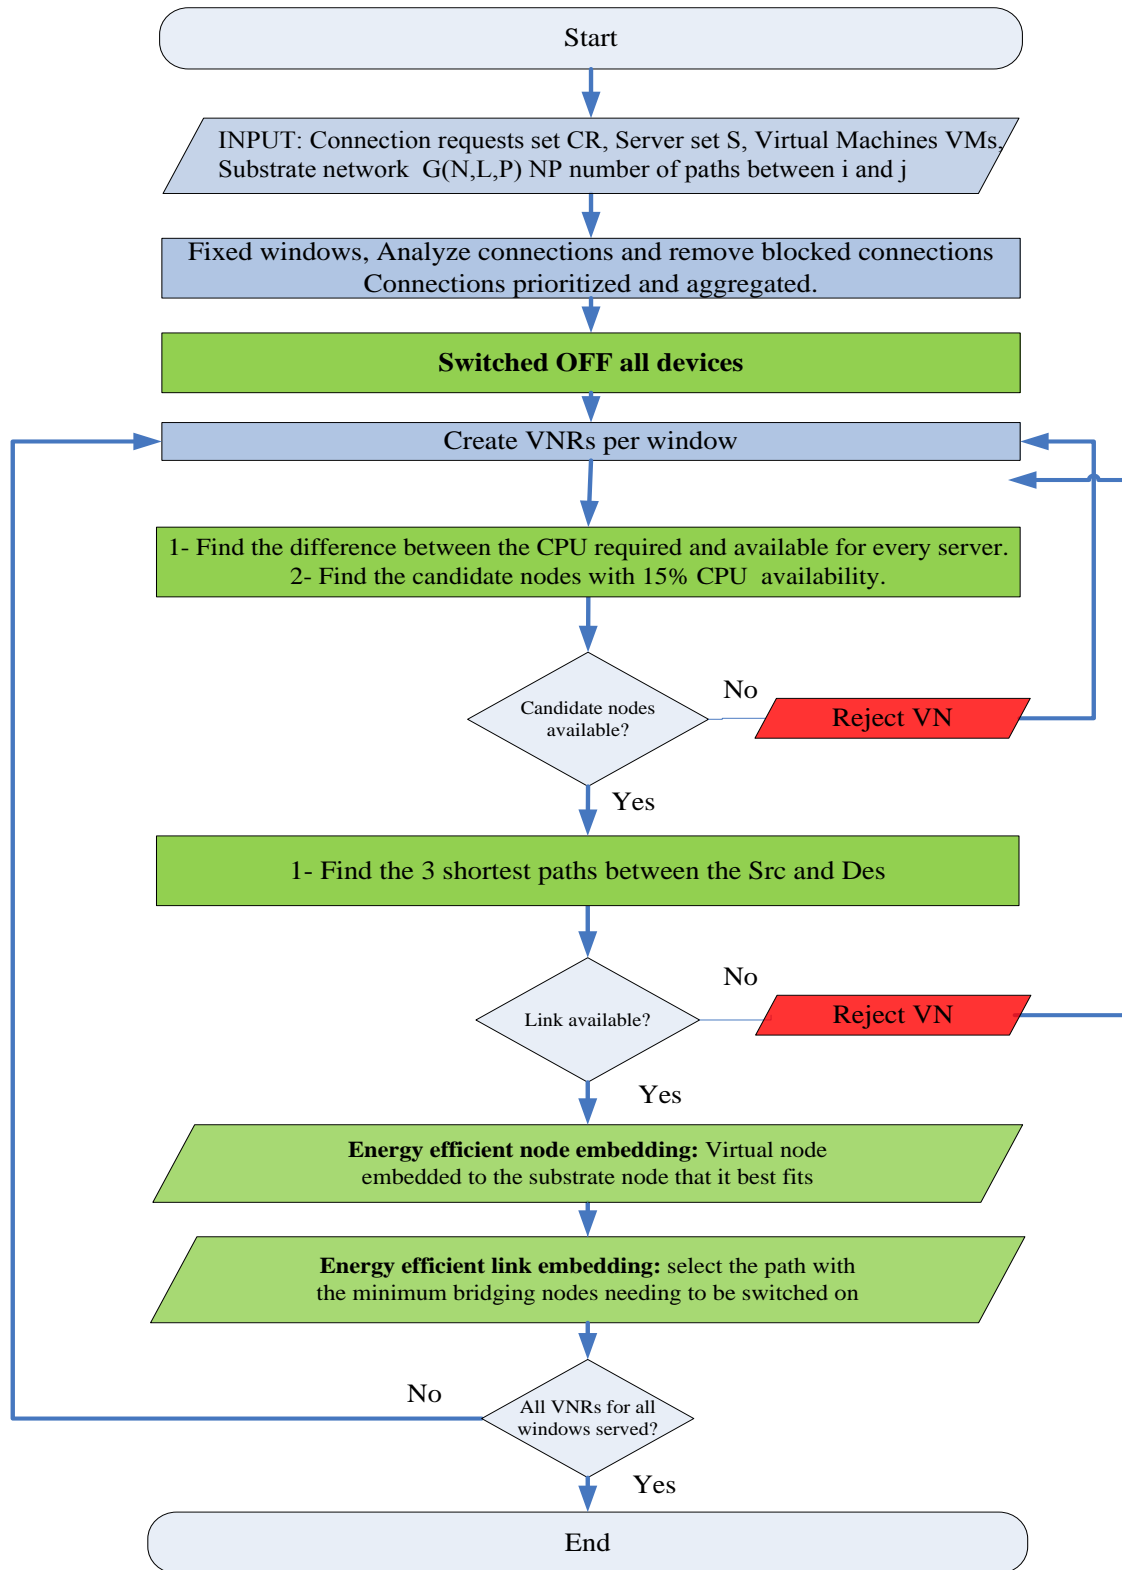 Start
INPUT: Connection requests set CR, Server set S, Virtual Machines VMs,
Substrate network G(N,L,P) NP number of paths between i and j
Fixed windows, Analyze connections and remove blocked connections
Connections prioritized and aggregated.
Switched OFF all devices
Create VNRs per window
1- Find the difference between the CPU required and available for every server.
2- Find the candidate nodes with 15% CPU availability.
Candidate nodes
available?
No
Reject VN
Yes
1- Find the 3 shortest paths between the Src and Des
Link available?
No
Reject VN
Yes
Energy efficient node embedding: Virtual node
embedded to the substrate node that it best fits
Energy efficient link embedding: select the path with
the minimum bridging nodes needing to be switched on
All VNRs for all
windows served?
No
Yes
End